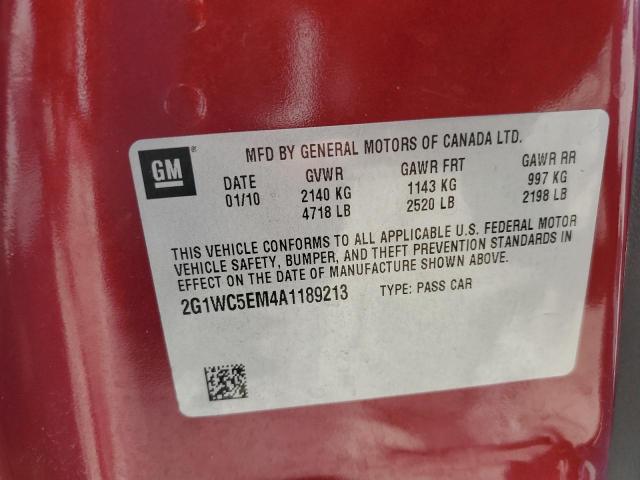 GM
MFD BY GENERAL MOTORS OF CANADA LTD.
DATE GVWR GAWR FRT GAWR RR
01/10 2140 KG 1143 KG 997 KG
4718 LB 2520 LB 2198 LB
THIS VEHICLE CONFORMS TO ALL APPLICABLE U.S. FEDERAL MOTOR
VEHICLE SAFETY, BUMPER, AND THEFT PREVENTION STANDARDS IN
EFFECT ON THE DATE OF MANUFACTURE SHOWN ABOVE.
2G1WC5EM4A1189213 TYPE: PASS CAR